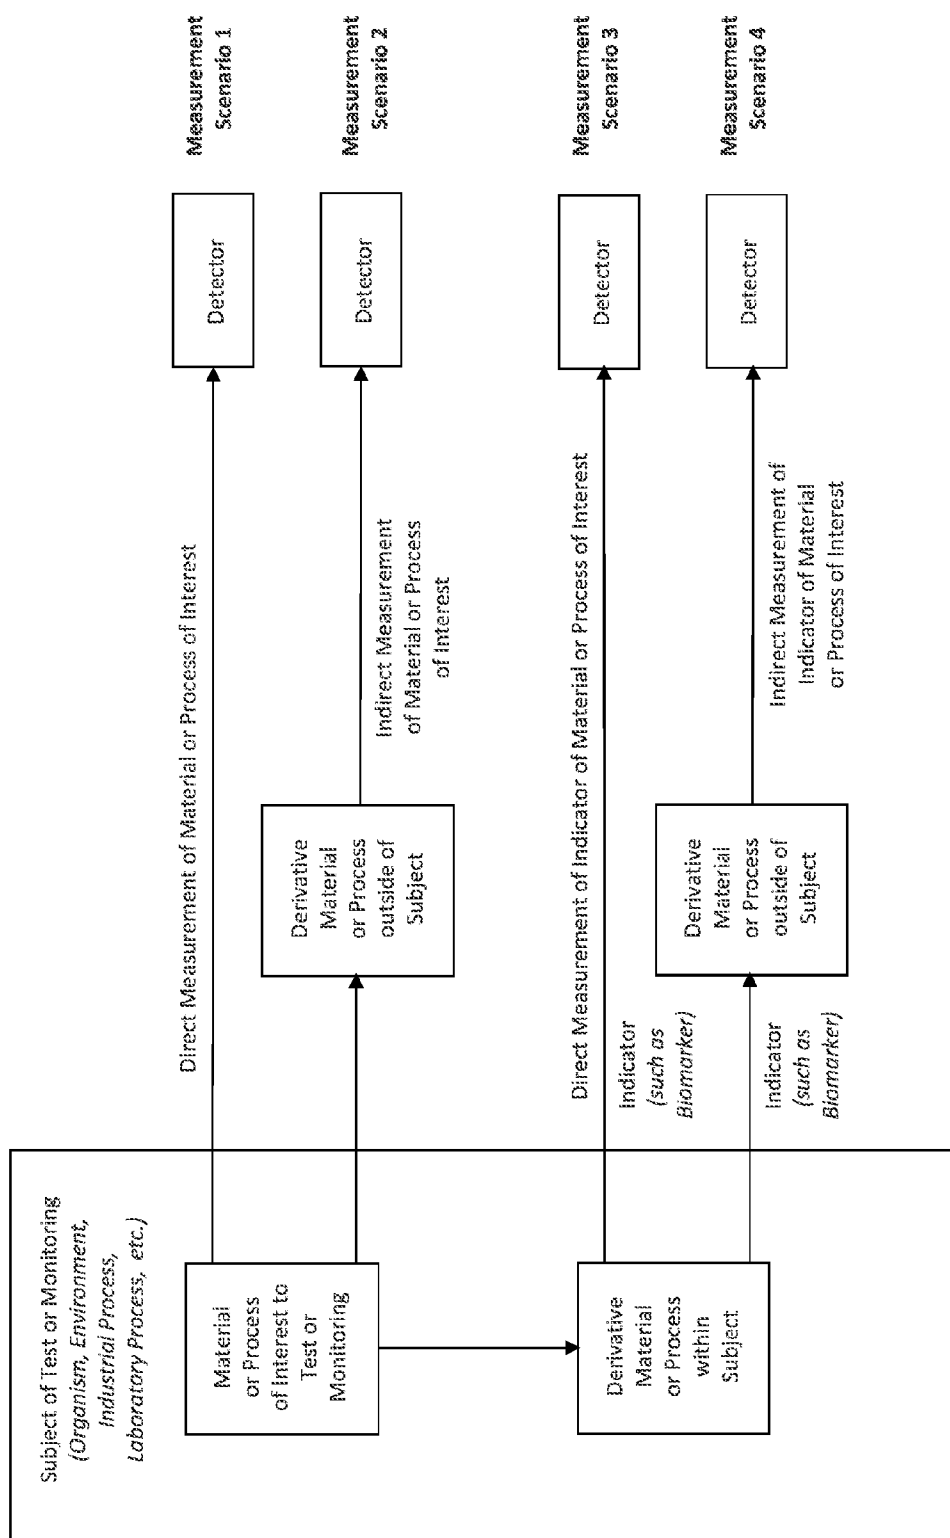 Subject of Test or Monitoring
(Organism, Environment,
Industrial Process,
Laboratory Process, etc.)
Material
or Process
of Interest to
Test or
Monitoring
Direct Measurement of Material or Process of Interest
Detector
Measurement
Scenario 1
Derivative
Material
or Process
outside of
Subject
Indirect Measurement
of Material or Process
of Interest
Detector
Measurement
Scenario 2
Derivative
Material
or Process
within
Subject
Direct Measurement of Indicator of Material or Process of Interest
Indicator
(such as
Biomarker)
Detector
Measurement
Scenario 3
Indicator
(such as
Biomarker)
Derivative
Material
or Process
outside of
Subject
Indirect Measurement of
Indicator of Material
or Process of Interest
Detector
Measurement
Scenario 4